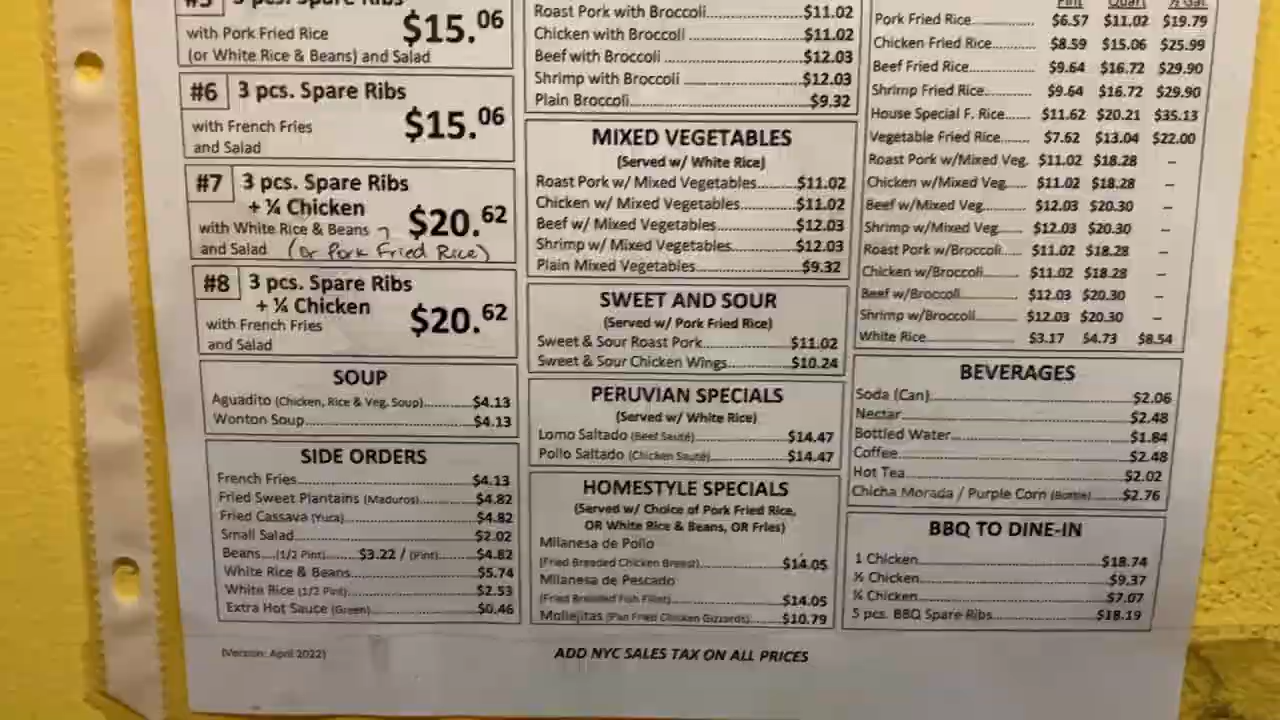 #5 3 pcs. Spare Ribs
with Pork Fried Rice $15.06
(or White Rice & Beans) and Salad
#6 3 pcs. Spare Ribs
with French Fries $15.06
and Salad
#7 3 pcs. Spare Ribs
+ ¼ Chicken
with White Rice & Beans $20.62
and Salad (or Pork Fried Rice)
#8 3 pcs. Spare Ribs
+ ¼ Chicken
with French Fries $20.62
and Salad
SOUP
Aguadito (Chicken, Rice & Veg. Soup) $4.13
Wonton Soup $4.13
SIDE ORDERS
French Fries $4.13
Fried Sweet Plantains (Maduros) $4.82
Fried Cassava (Yuca) $4.82
Small Salad $2.02
Beans (1/2 Pint) $3.22 / (Pint) $4.82
White Rice & Beans $5.74
White Rice (1/2 Pint) $2.53
Extra Hot Sauce (Green) $0.46
(Version: April 2022)
Roast Pork with Broccoli $11.02
Chicken with Broccoli $11.02
Beef with Broccoli $12.03
Shrimp with Broccoli $12.03
Plain Broccoli $9.32
MIXED VEGETABLES
(Served w/ White Rice)
Roast Pork w/ Mixed Vegetables $11.02
Chicken w/ Mixed Vegetables $11.02
Beef w/ Mixed Vegetables $12.03
Shrimp w/ Mixed Vegetables $12.03
Plain Mixed Vegetables $9.32
SWEET AND SOUR
(Served w/ Pork Fried Rice)
Sweet & Sour Roast Pork $11.02
Sweet & Sour Chicken Wings $10.24
PERUVIAN SPECIALS
(Served w/ White Rice)
Lomo Saltado (Beef Sauté) $14.47
Pollo Saltado (Chicken Sauté) $14.47
HOMESTYLE SPECIALS
(Served w/ Choice of Pork Fried Rice,
OR White Rice & Beans, OR Fries)
Milanesa de Pollo
(Fried Breaded Chicken Breast) $14.05
Milanesa de Pescado
(Fried Breaded Fish Fillet) $14.05
Mollejitas (Pan Fried Chicken Gizzards) $10.79
ADD NYC SALES TAX ON ALL PRICES
Pint Quart ½ Gal.
Pork Fried Rice $6.57 $11.02 $19.79
Chicken Fried Rice $8.59 $15.06 $25.99
Beef Fried Rice $9.64 $16.72 $29.90
Shrimp Fried Rice $9.64 $16.72 $29.90
House Special F. Rice $11.62 $20.21 $35.13
Vegetable Fried Rice $7.62 $13.04 $22.00
Roast Pork w/Mixed Veg. $11.02 $18.28 –
Chicken w/Mixed Veg. $11.02 $18.28 –
Beef w/Mixed Veg. $12.03 $20.30 –
Shrimp w/Mixed Veg. $12.03 $20.30 –
Roast Pork w/Broccoli $11.02 $18.28 –
Chicken w/Broccoli $11.02 $18.28 –
Beef w/Broccoli $12.03 $20.30 –
Shrimp w/Broccoli $12.03 $20.30 –
White Rice $3.17 $4.73 $8.54
BEVERAGES
Soda (Can) $2.06
Nectar $2.48
Bottled Water $1.84
Coffee $2.48
Hot Tea $2.02
Chicha Morada / Purple Corn (Bottle) $2.76
BBQ TO DINE-IN
1 Chicken $18.74
½ Chicken $9.37
¼ Chicken $7.07
5 pcs. BBQ Spare Ribs $18.19